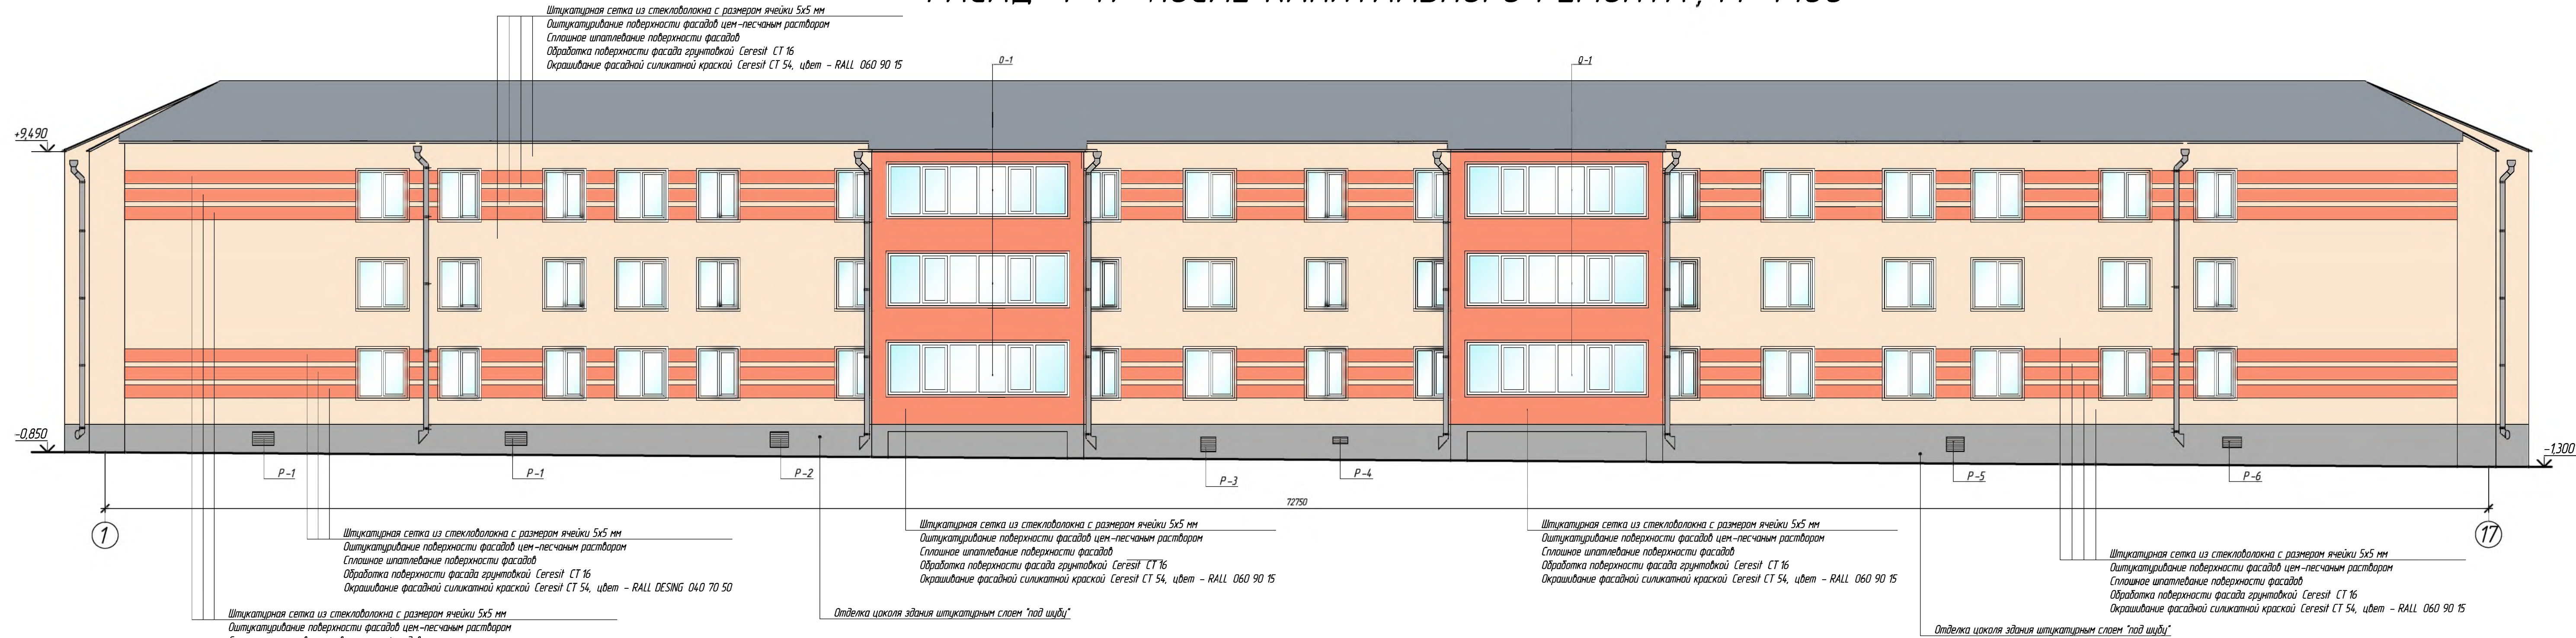 Штукатурная сетка из стекловолокна с размером ячейки 5х5 мм
Оштукатуривание поверхности фасадов цем-песчаным раствором
Сплошное шпатлевание поверхности фасадов
Обработка поверхности фасада грунтовкой Ceresit CT 16
Окрашивание фасадной силикатной краской Ceresit CT 54, цвет - RALL 060 90 15
О-1
О-1
+9,490
-0,850
-1,300
Р-1
Р-1
Р-2
Р-3
Р-4
Р-5
Р-6
72750
1
17
Штукатурная сетка из стекловолокна с размером ячейки 5х5 мм
Оштукатуривание поверхности фасадов цем-песчаным раствором
Сплошное шпатлевание поверхности фасадов
Обработка поверхности фасада грунтовкой Ceresit CT 16
Окрашивание фасадной силикатной краской Ceresit CT 54, цвет - RALL DESING 040 70 50
Штукатурная сетка из стекловолокна с размером ячейки 5х5 мм
Оштукатуривание поверхности фасадов цем-песчаным раствором
Сплошное шпатлевание поверхности фасадов
Обработка поверхности фасада грунтовкой Ceresit CT 16
Окрашивание фасадной силикатной краской Ceresit CT 54, цвет - RALL 060 90 15
Штукатурная сетка из стекловолокна с размером ячейки 5х5 мм
Оштукатуривание поверхности фасадов цем-песчаным раствором
Сплошное шпатлевание поверхности фасадов
Обработка поверхности фасада грунтовкой Ceresit CT 16
Окрашивание фасадной силикатной краской Ceresit CT 54, цвет - RALL 060 90 15
Штукатурная сетка из стекловолокна с размером ячейки 5х5 мм
Оштукатуривание поверхности фасадов цем-песчаным раствором
Сплошное шпатлевание поверхности фасадов
Обработка поверхности фасада грунтовкой Ceresit CT 16
Окрашивание фасадной силикатной краской Ceresit CT 54, цвет - RALL 060 90 15
Штукатурная сетка из стекловолокна с размером ячейки 5х5 мм
Оштукатуривание поверхности фасадов цем.-песчаным раствором
Отделка цоколя здания штукатурным слоем "под шубу"
Отделка цоколя здания штукатурным слоем "под шубу"